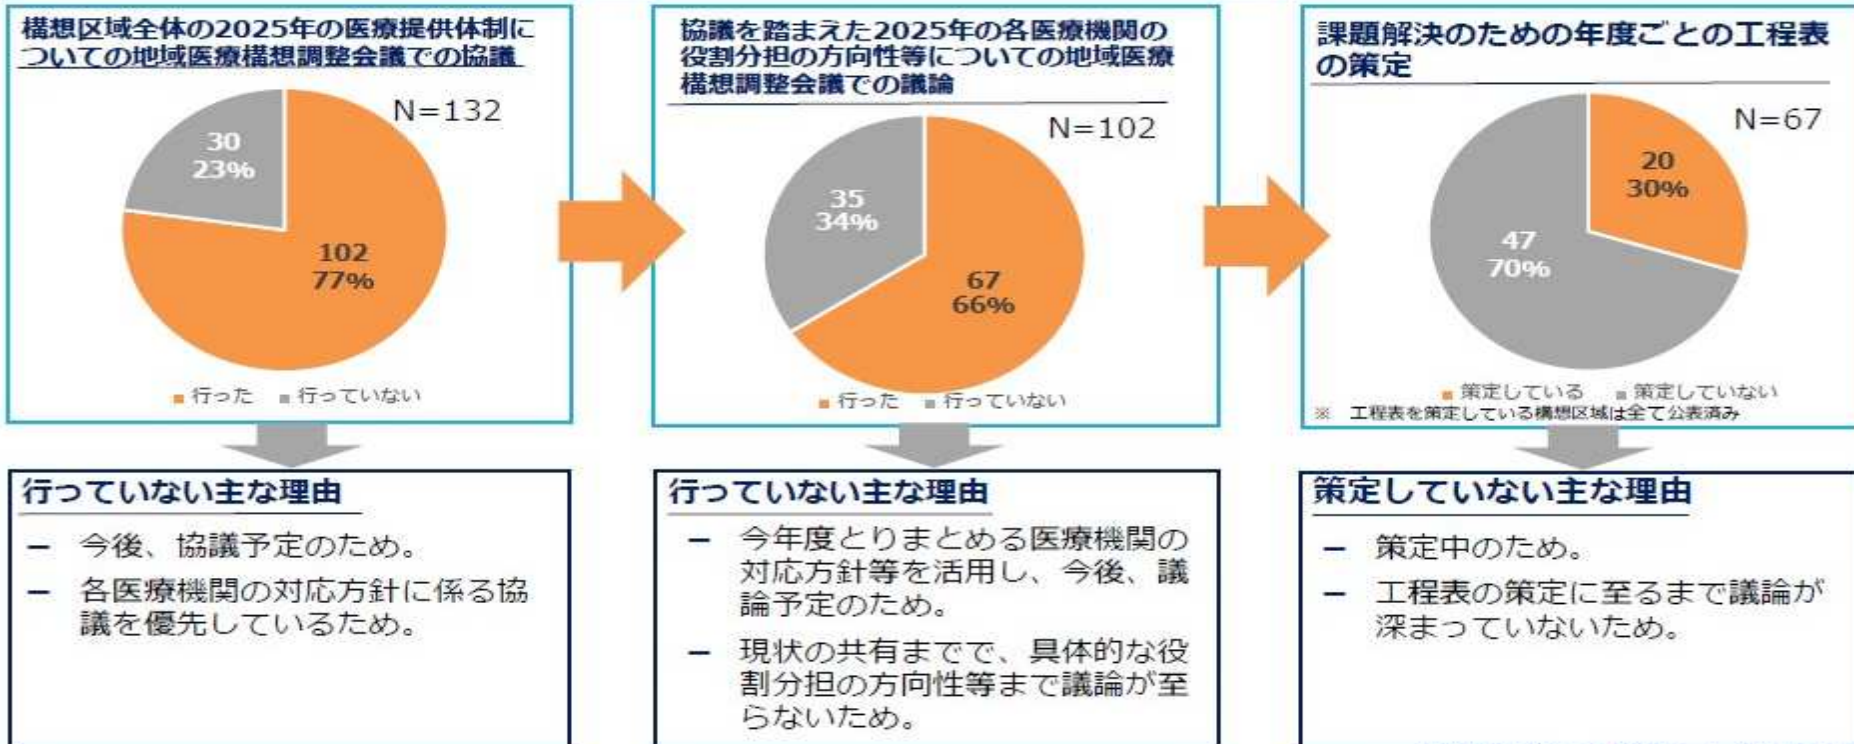 構想区域全体の2025年の医療提供体制に
ついての地域医療構想調整会議での協議
N=132
30
23%
102
77%
行った 行っていない
協議を踏まえた2025年の各医療機関の
役割分担の方向性等についての地域医療
構想調整会議での議論
N=102
35
34%
67
66%
行った 行っていない
課題解決のための年度ごとの工程表
の策定
N=67
20
30%
47
70%
策定している 策定していない
※ 工程表を策定している構想区域は全て公表済み
行っていない主な理由
― 今後、協議予定のため。
― 各医療機関の対応方針に係る協
議を優先しているため。
行っていない主な理由
― 今年度とりまとめる医療機関の
対応方針等を活用し、今後、議
論予定のため。
― 現状の共有までで、具体的な役
割分担の方向性等まで議論が至
らないため。
策定していない主な理由
― 策定中のため。
― 工程表の策定に至るまで議論が
深まっていないため。